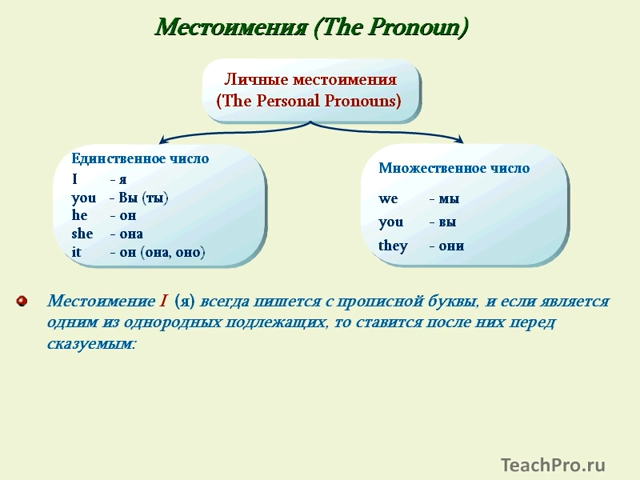 Местоимения (The Pronoun)
Личные местоимения
(The Personal Pronouns)
Единственное число
I - я
you - Вы (ты)
he - он
she - она
it - он (она, оно)
Множественное число
we - мы
you - вы
they - они
Местоимение I (я) всегда пишется с прописной буквы, и если является
одним из однородных подлежащих, то ставится после них перед
сказуемым:
TeachPro.ru